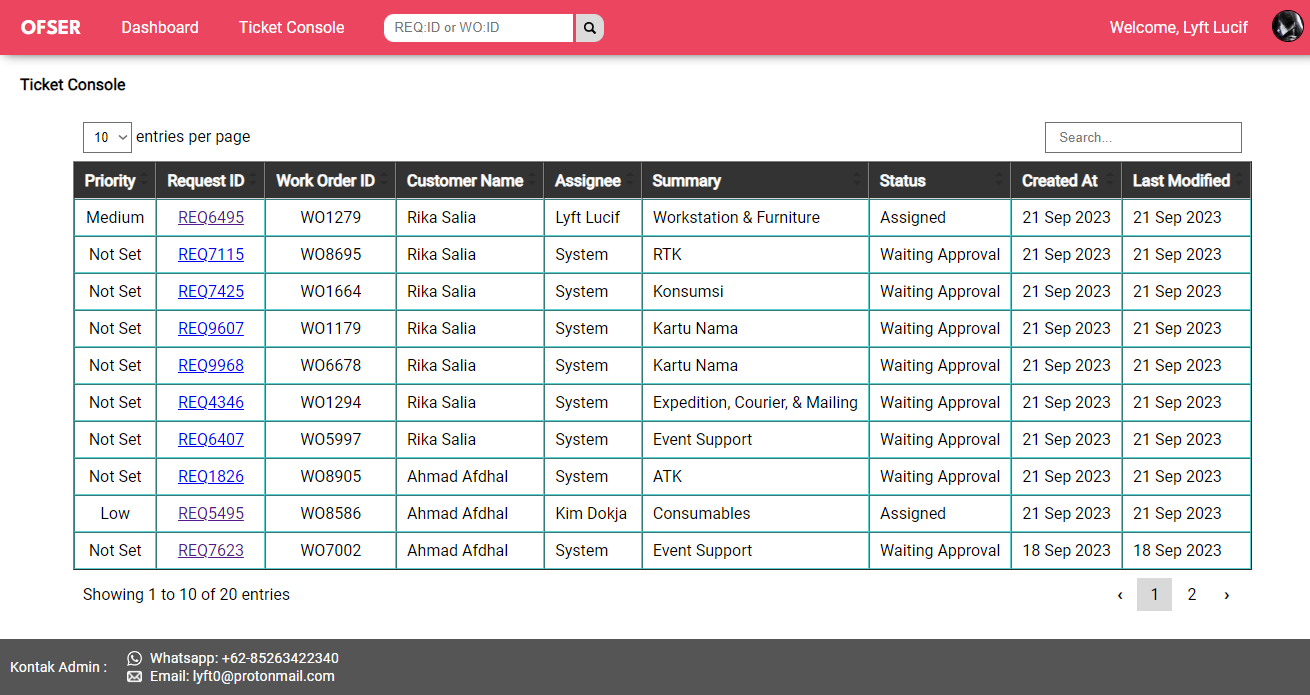 OFSER Dashboard Ticket Console REQ:ID or WO:ID Welcome, Lyft Lucif
Ticket Console
10 entries per page Search...
Priority Request ID Work Order ID Customer Name Assignee Summary Status Created At Last Modified
Medium REQ6495 WO1279 Rika Salia Lyft Lucif Workstation & Furniture Assigned 21 Sep 2023 21 Sep 2023
Not Set REQ7115 WO8695 Rika Salia System RTK Waiting Approval 21 Sep 2023 21 Sep 2023
Not Set REQ7425 WO1664 Rika Salia System Konsumsi Waiting Approval 21 Sep 2023 21 Sep 2023
Not Set REQ9607 WO1179 Rika Salia System Kartu Nama Waiting Approval 21 Sep 2023 21 Sep 2023
Not Set REQ9968 WO6678 Rika Salia System Kartu Nama Waiting Approval 21 Sep 2023 21 Sep 2023
Not Set REQ4346 WO1294 Rika Salia System Expedition, Courier, & Mailing Waiting Approval 21 Sep 2023 21 Sep 2023
Not Set REQ6407 WO5997 Rika Salia System Event Support Waiting Approval 21 Sep 2023 21 Sep 2023
Not Set REQ1826 WO8905 Ahmad Afdhal System ATK Waiting Approval 21 Sep 2023 21 Sep 2023
Low REQ5495 WO8586 Ahmad Afdhal Kim Dokja Consumables Assigned 21 Sep 2023 21 Sep 2023
Not Set REQ7623 WO7002 Ahmad Afdhal System Event Support Waiting Approval 18 Sep 2023 18 Sep 2023
Showing 1 to 10 of 20 entries ‹ 1 2 ›
Kontak Admin : Whatsapp: +62-85263422340
Email: lyft0@protonmail.com